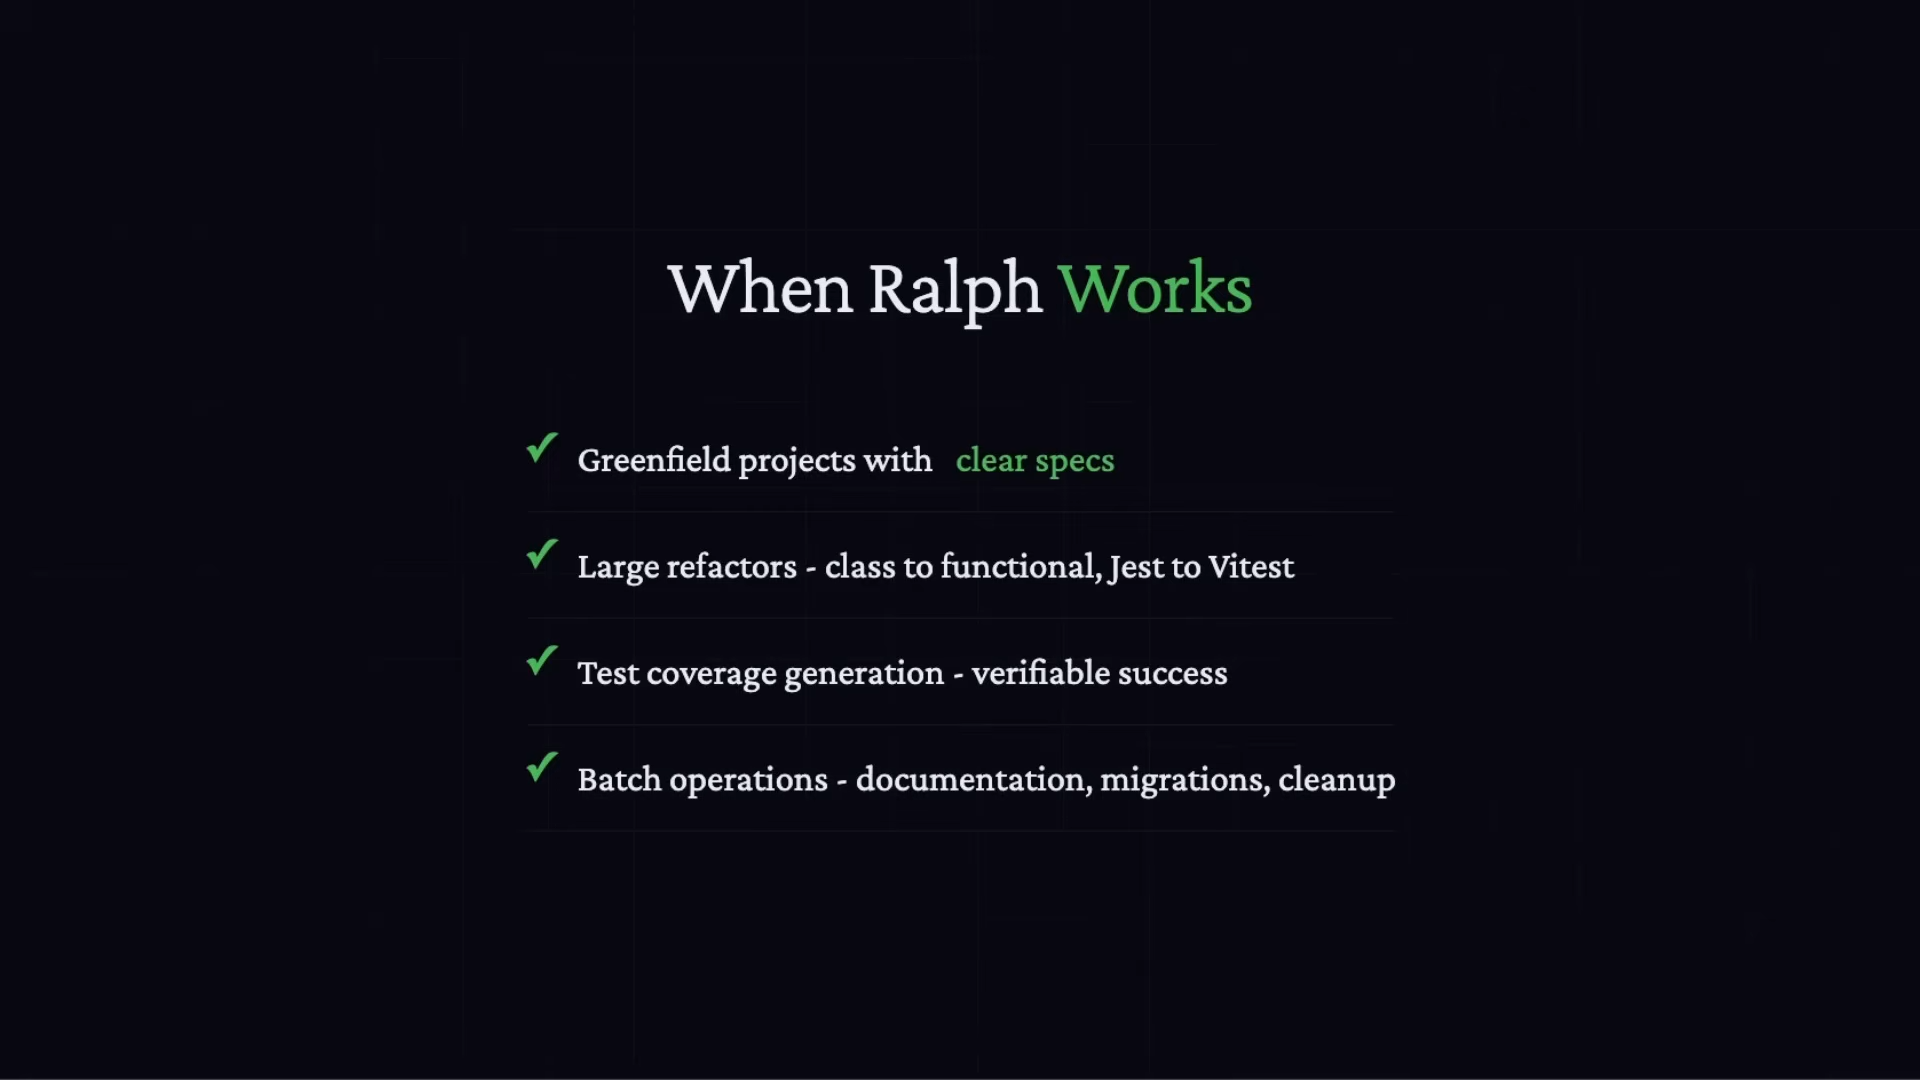 When Ralph Works
✓ Greenfield projects with clear specs
✓ Large refactors - class to functional, Jest to Vitest
✓ Test coverage generation - verifiable success
✓ Batch operations - documentation, migrations, cleanup